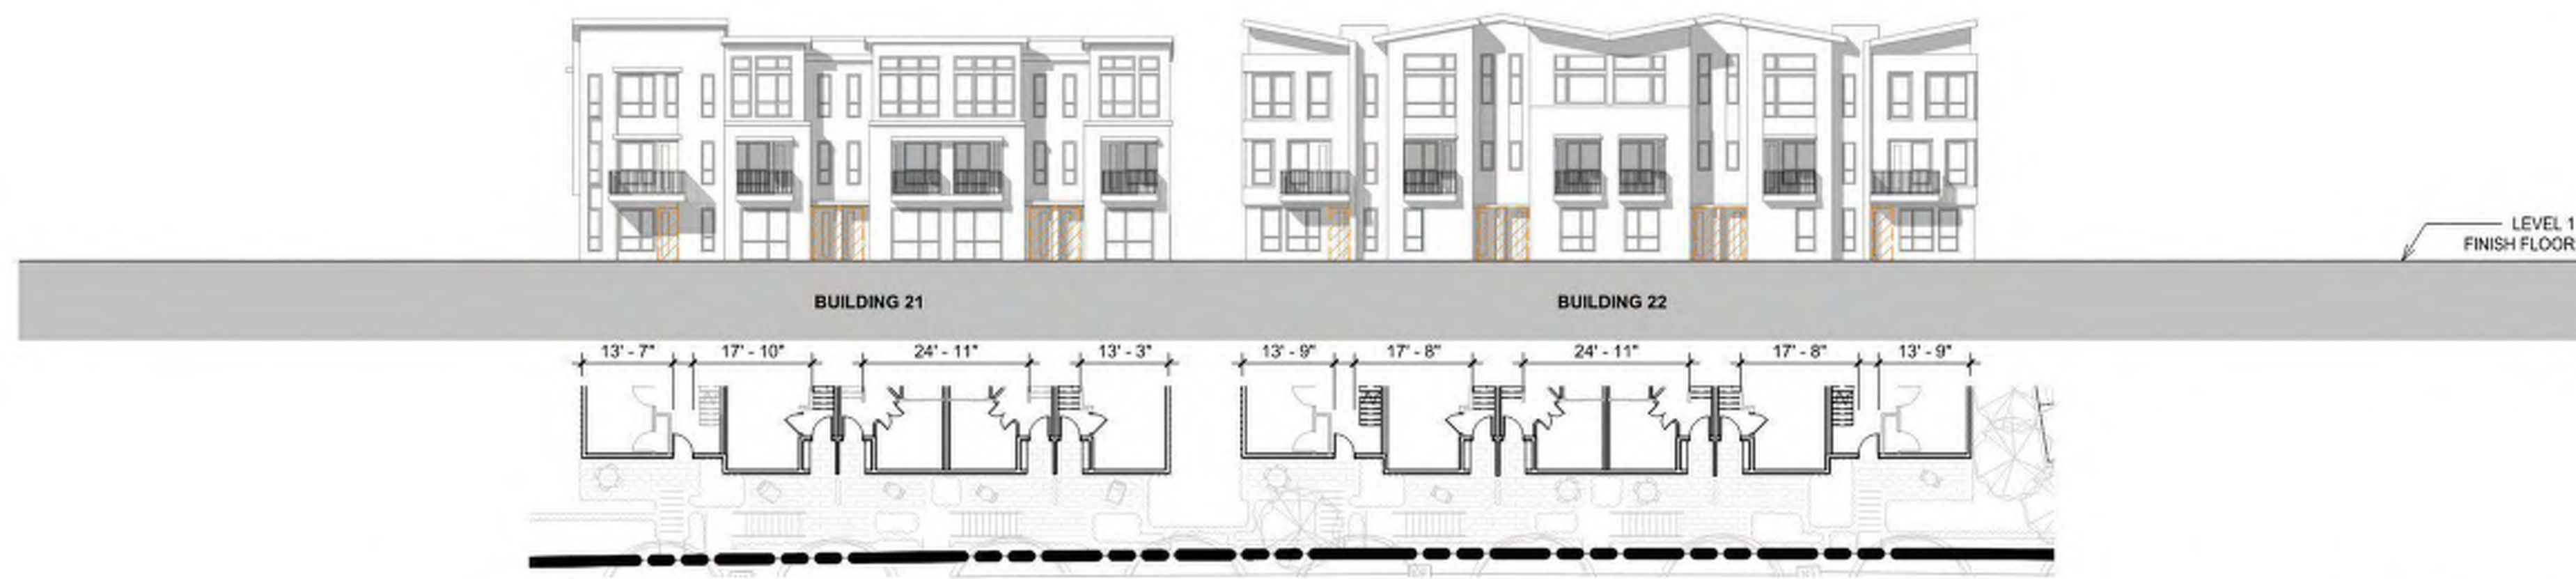 LEVEL 1
FINISH FLOOR
BUILDING 21
BUILDING 22
13' - 7"
17' - 10"
24' - 11"
13' - 3"
13' - 9"
17' - 8"
24' - 11"
17' - 8"
13' - 9"